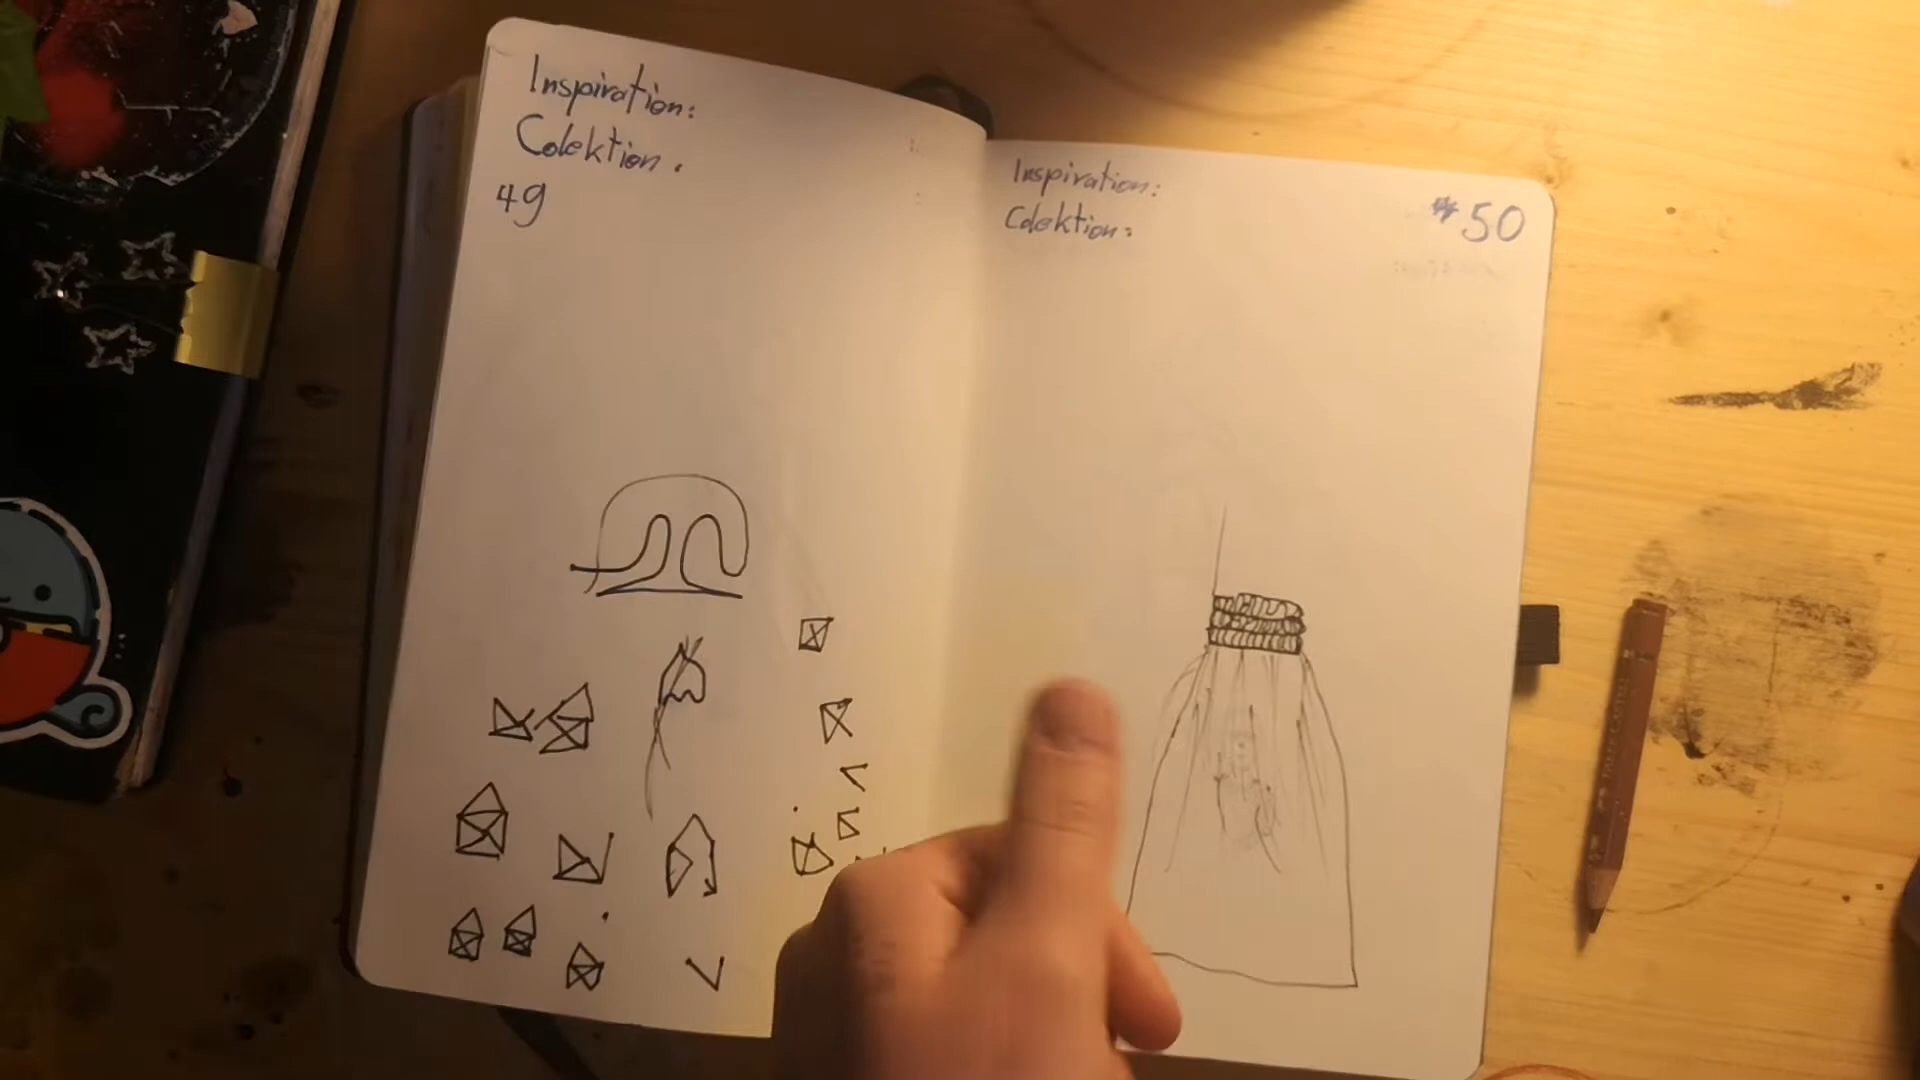 Inspiration:
Colektion.
49
Inspiration:
Colektion:
#50